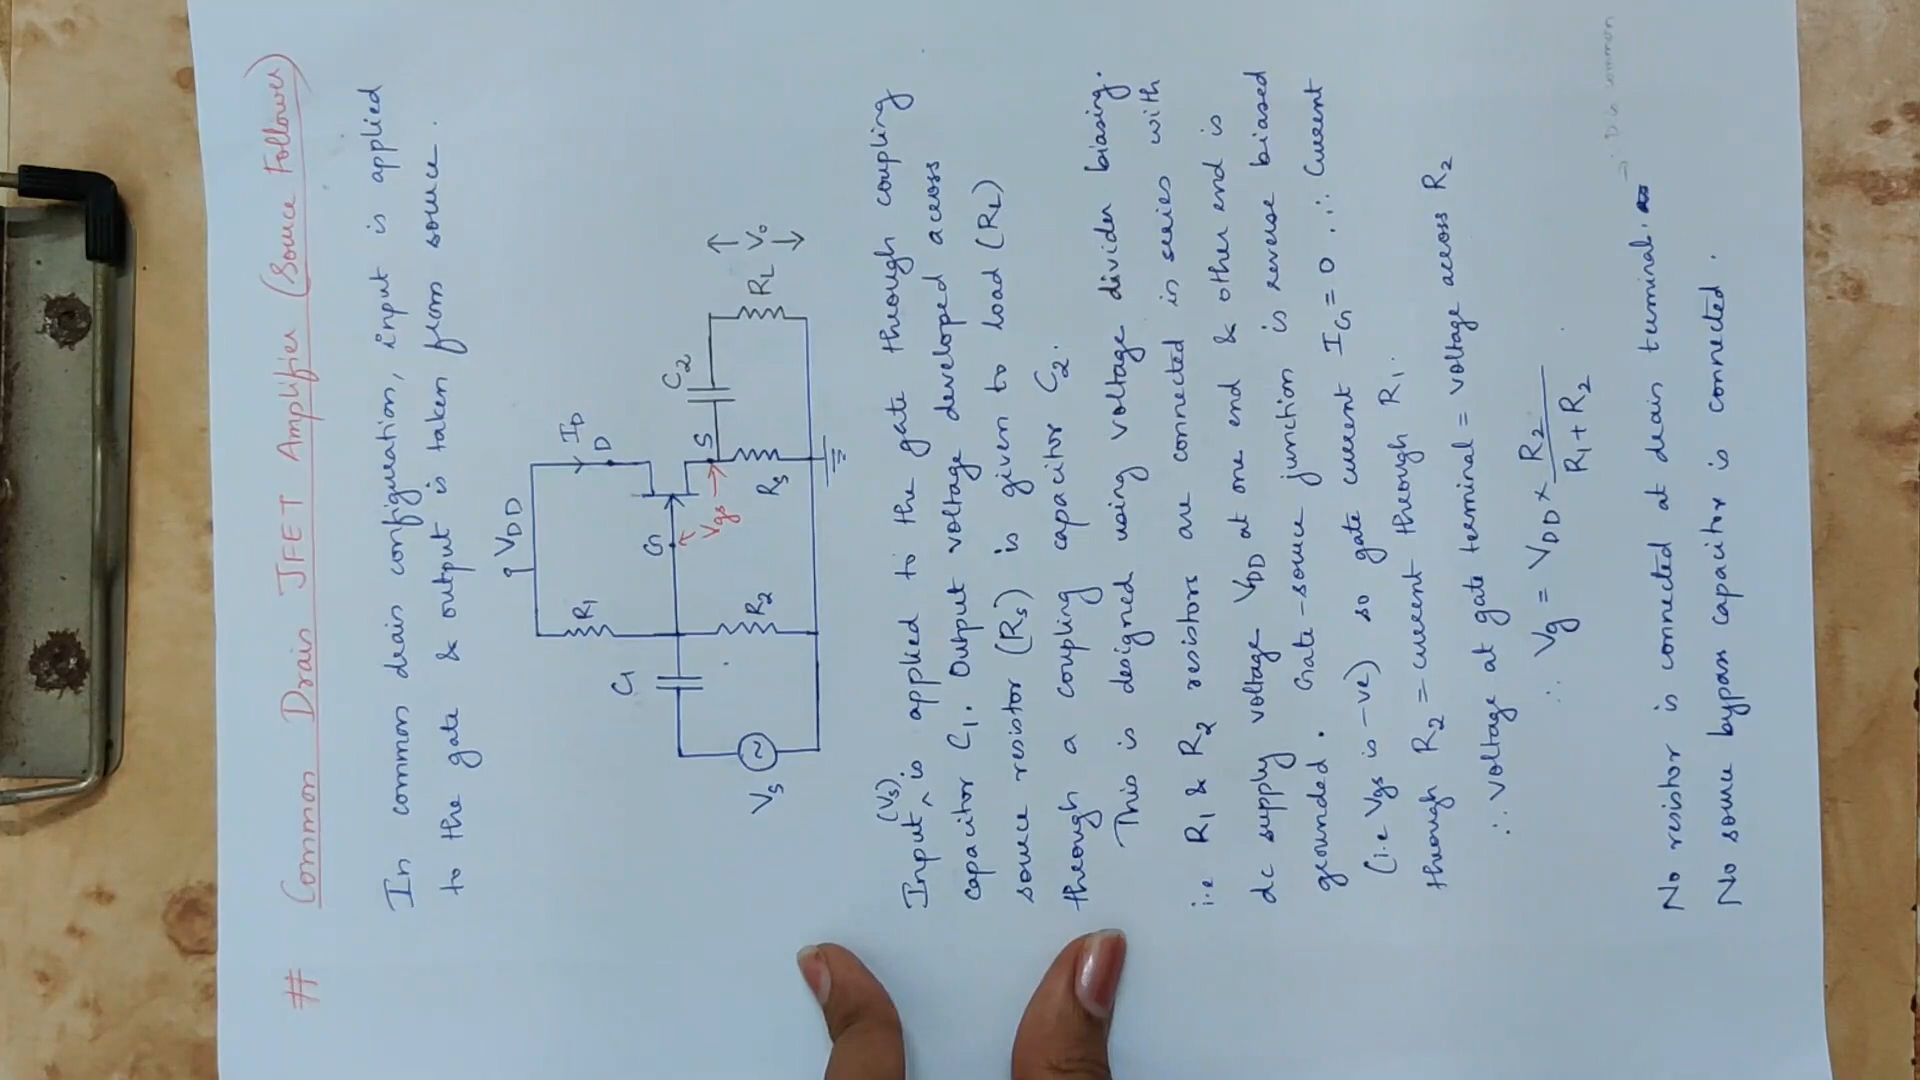 # Common Drain JFET Amplifier (Source Follower)
In common drain configuration, input is applied
to the gate & output is taken from source.
VDD
ID
D
R1
C1
G
Vgs
S
C2
RL
Vo
Rs
R2
Vs
Input (Vs) is applied to the gate through coupling
capacitor C1. Output voltage developed across
source resistor (Rs) is given to load (RL)
through a coupling capacitor C2.
This is designed using voltage divider biasing.
i.e R1 & R2 resistors are connected in series with
dc supply voltage VDD at one end & other end is
grounded. Gate-source junction is reverse biased
(i.e Vgs is -ve) so gate current IG = 0 ∴ Current
through R2 = current through R1.
∴ voltage at gate terminal = voltage across R2
∴ Vg = VDD × R2 / R1 + R2
No resistor is connected at drain terminal. ⇒ D is common
No source bypass capacitor is connected.